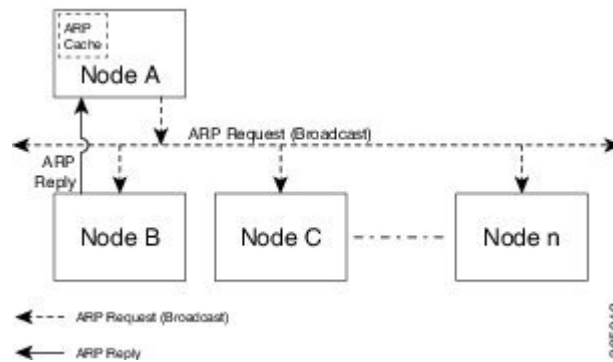 ARP
Cache
Node A
ARP Request (Broadcast)
ARP
Reply
Node B
Node C
Node n
ARP Request (Broadcast)
ARP Reply